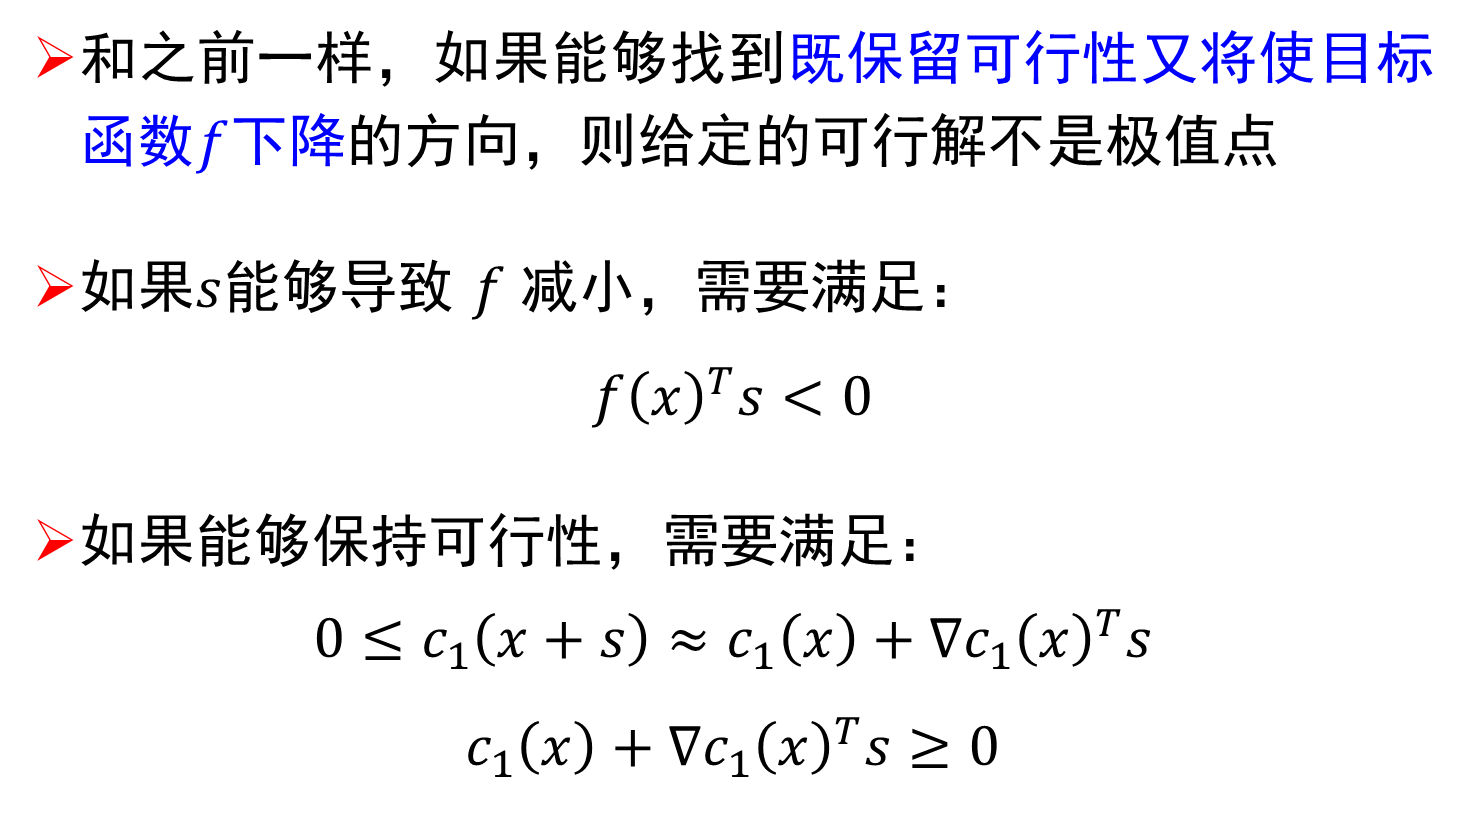 ➢和之前一样，如果能够找到既保留可行性又将使目标
函数f下降的方向，则给定的可行解不是极值点
➢如果s能够导致 f 减小，需要满足：
f(x)ᵀs < 0
➢如果能够保持可行性，需要满足：
0 ≤ c₁(x + s) ≈ c₁(x) + ∇c₁(x)ᵀs
c₁(x) + ∇c₁(x)ᵀs ≥ 0